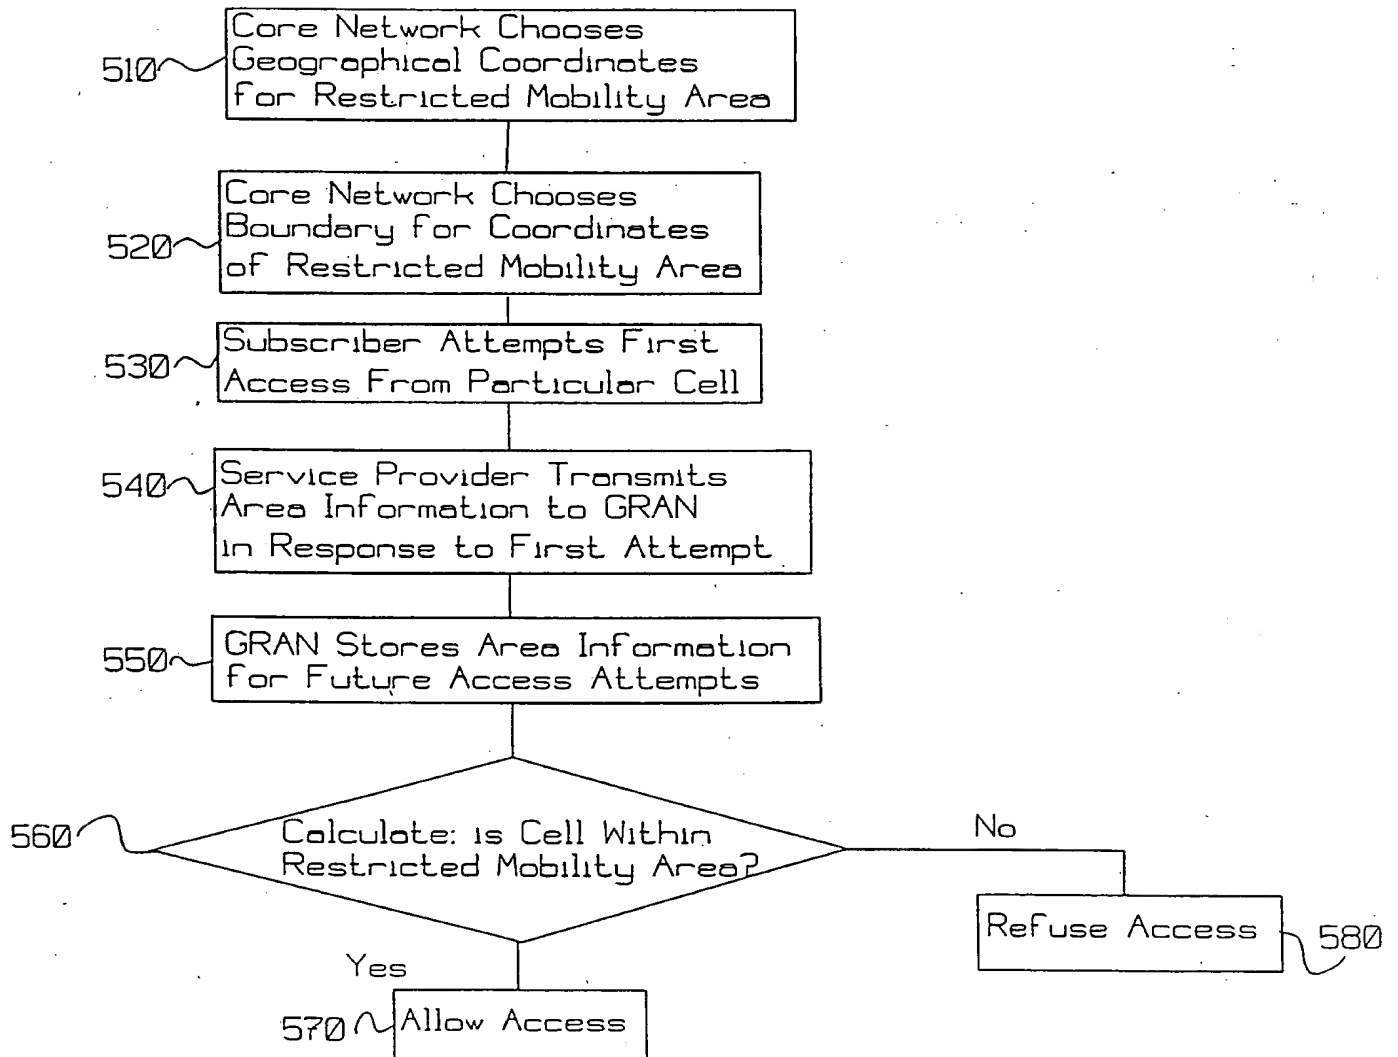 Core Network Chooses
Geographical Coordinates
for Restricted Mobility Area
510
Core Network Chooses
Boundary for Coordinates
of Restricted Mobility Area
520
Subscriber Attempts First
Access From Particular Cell
530
Service Provider Transmits
Area Information to GRAN
in Response to First Attempt
540
GRAN Stores Area Information
for Future Access Attempts
550
560
Calculate: is Cell Within
Restricted Mobility Area?
No
Refuse Access
580
Yes
570
Allow Access